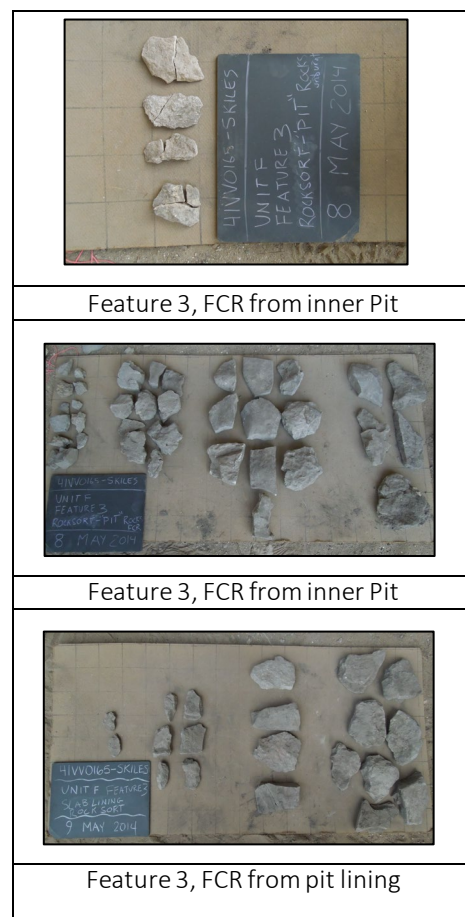 41VV0165-SKILES
UNIT F
FEATURE 3
ROCKSORT-"PIT" ROCKS
unburnt
8 MAY 2014
Feature 3, FCR from inner Pit
41VV0165-SKILES
UNIT F
FEATURE 3
ROCKSORT-"PIT" ROCKS
FCR
8 MAY 2014
Feature 3, FCR from inner Pit
41VV0165-SKILES
UNIT F FEATURE 3
SLAB LINING
ROCK SORT
9 MAY 2014
Feature 3, FCR from pit lining